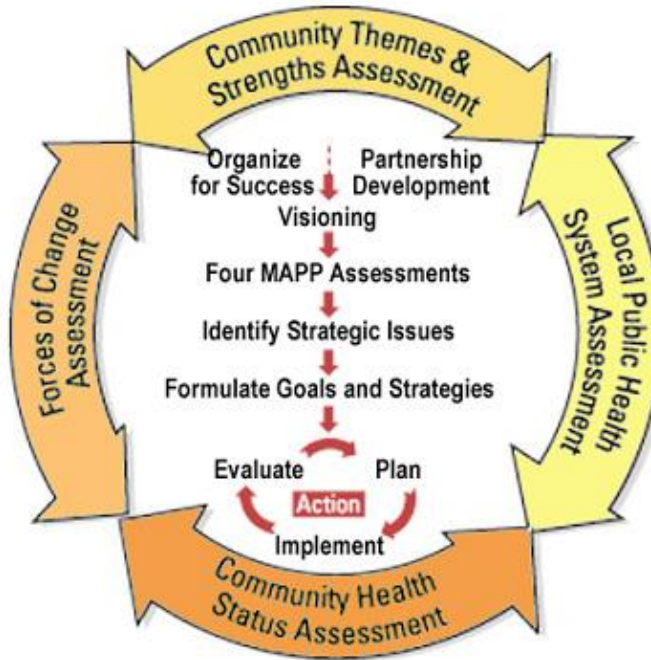 Community Themes &
Strengths Assessment
Organize
for Success
Partnership
Development
Visioning
Four MAPP Assessments
Identify Strategic Issues
Formulate Goals and Strategies
Evaluate
Plan
Action
Implement
Forces of Change
Assessment
Local Public Health
System Assessment
Community Health
Status Assessment